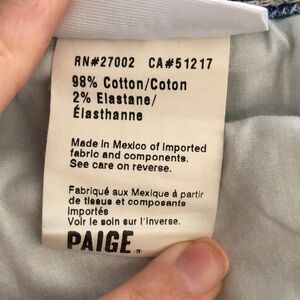 RN#27002 CA#51217
98% Cotton/Coton
2% Elastane/
Élasthanne
Made in Mexico of Imported
fabric and components.
See care on reverse.
Fabriqué aux Mexique à partir
de tissus et composants
importés
Voir le soin sur l'inverse.
PAIGE